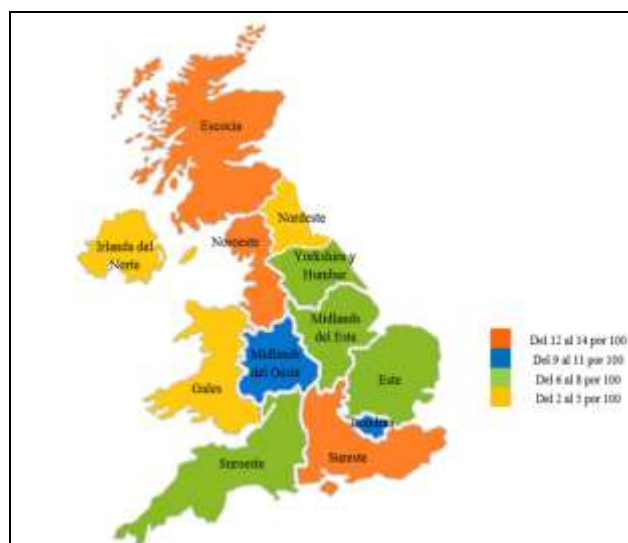 Escocia
Nordeste
Noroeste
Irlanda del
Norte
Yorkshire y
Humber
Midlands
del Este
Midlands
del Oeste
Gales
Este
Londres
Suroeste
Sureste
Del 12 al 14 por 100
Del 9 al 11 por 100
Del 6 al 8 por 100
Del 2 al 5 por 100